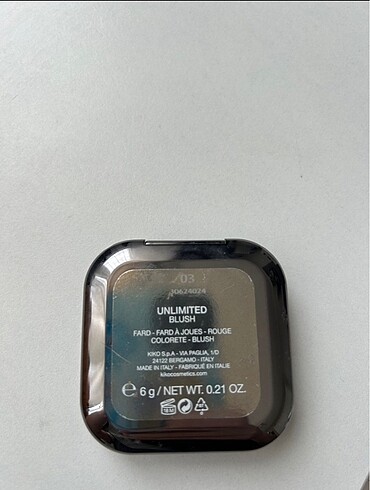 03
UNLIMITED
BLUSH
FARD - FARD À JOUES - ROUGE
COLORETE - BLUSH
KIKO S.p.A - VIA PAGLIA, 1/D
24122 BERGAMO - ITALY
MADE IN ITALY - FABRIQUÉ EN ITALIE
kikocosmetics.com
e 6 g / NET WT. 0.21 OZ.